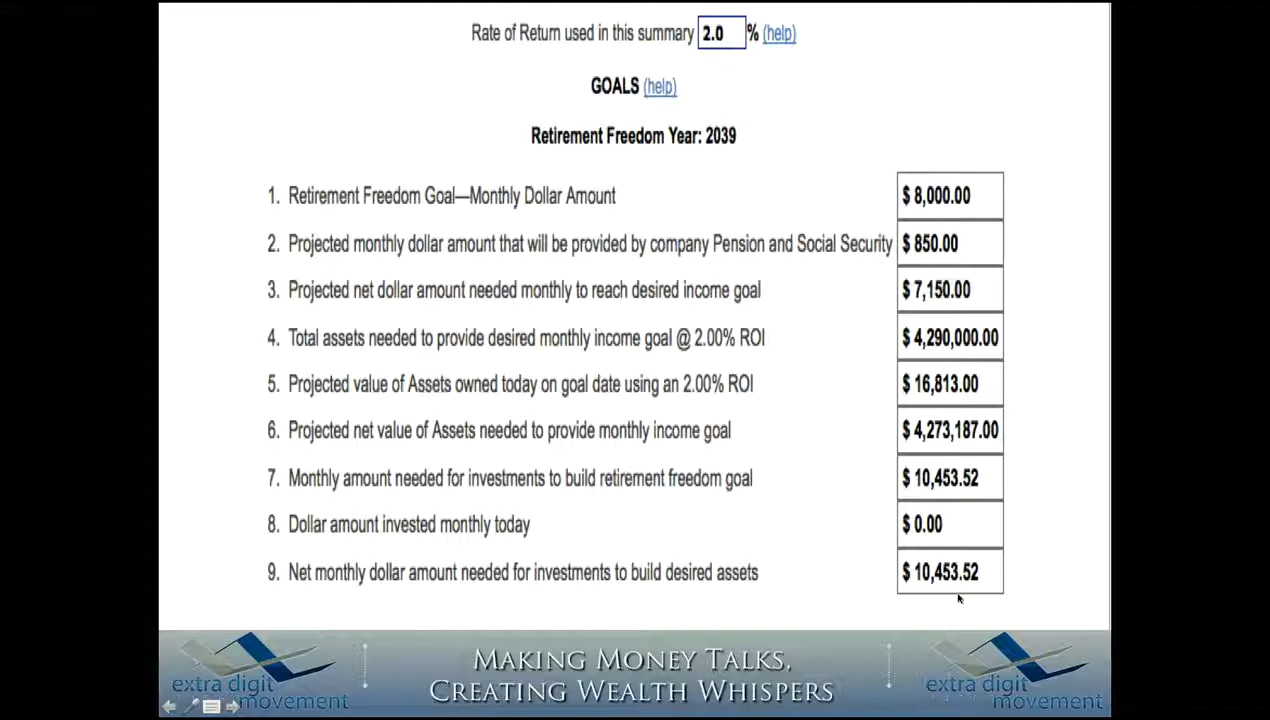 Rate of Return used in this summary 2.0 % (help)
GOALS (help)
Retirement Freedom Year: 2039
1. Retirement Freedom Goal—Monthly Dollar Amount $ 8,000.00
2. Projected monthly dollar amount that will be provided by company Pension and Social Security $ 850.00
3. Projected net dollar amount needed monthly to reach desired income goal $ 7,150.00
4. Total assets needed to provide desired monthly income goal @ 2.00% ROI $ 4,290,000.00
5. Projected value of Assets owned today on goal date using an 2.00% ROI $ 16,813.00
6. Projected net value of Assets needed to provide monthly income goal $ 4,273,187.00
7. Monthly amount needed for investments to build retirement freedom goal $ 10,453.52
8. Dollar amount invested monthly today $ 0.00
9. Net monthly dollar amount needed for investments to build desired assets $ 10,453.52
extra digit
movement
Making Money Talks,
Creating Wealth Whispers
extra digit
movement